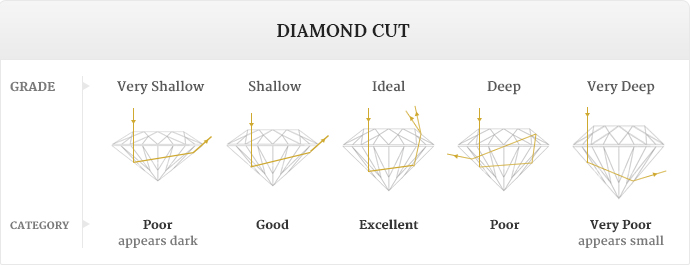 DIAMOND CUT
GRADE Very Shallow Shallow Ideal Deep Very Deep
CATEGORY Poor Good Excellent Poor Very Poor
appears dark appears small